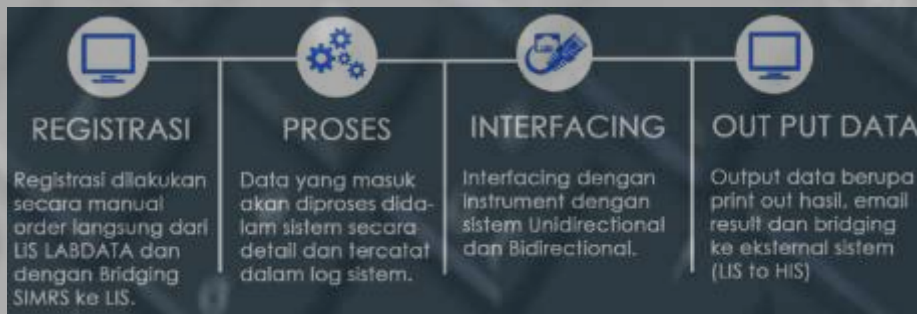 REGISTRASI
Registrasi dilakukan
secara manual
order langsung dari
LIS LABDATA dan
dengan Bridging
SIMRS ke LIS.
PROSES
Data yang masuk
akan diproses dida-
lam sistem secara
detail dan tercatat
dalam log sistem.
INTERFACING
Interfacing dengan
instrument dengan
sistem Unidirectional
dan Bidirectional.
OUT PUT DATA
Output data berupa
print out hasil, email
result dan bridging
ke eksternal sistem
(LIS to HIS)